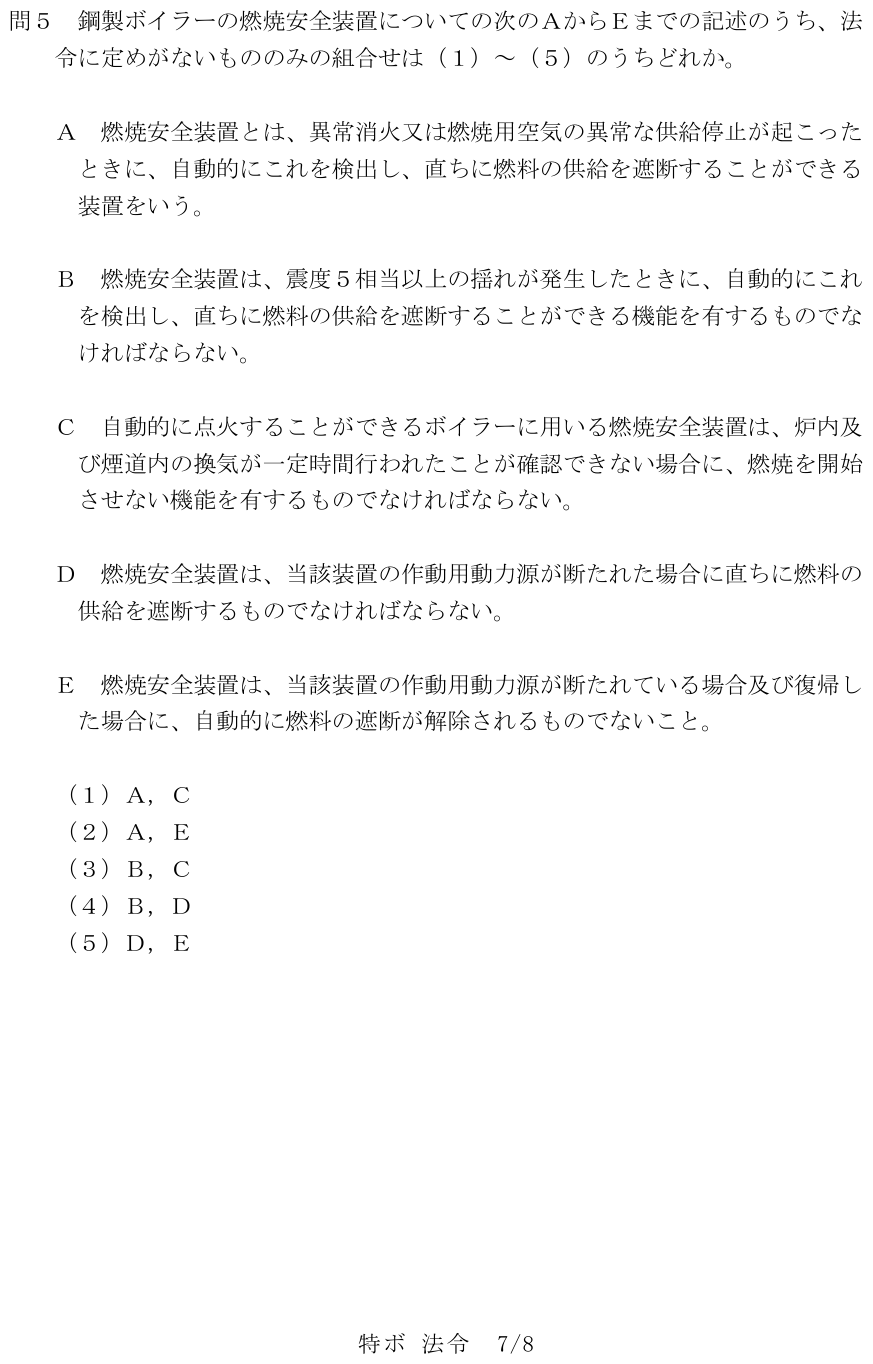 問5　鋼製ボイラーの燃焼安全装置についての次のAからEまでの記述のうち、法
令に定めがないもののみの組合せは（1）～（5）のうちどれか。
A　燃焼安全装置とは、異常消火又は燃焼用空気の異常な供給停止が起こった
ときに、自動的にこれを検出し、直ちに燃料の供給を遮断することができる
装置をいう。
B　燃焼安全装置は、震度5相当以上の揺れが発生したときに、自動的にこれ
を検出し、直ちに燃料の供給を遮断することができる機能を有するものでな
ければならない。
C　自動的に点火することができるボイラーに用いる燃焼安全装置は、炉内及
び煙道内の換気が一定時間行われたことが確認できない場合に、燃焼を開始
させない機能を有するものでなければならない。
D　燃焼安全装置は、当該装置の作動用動力源が断たれた場合に直ちに燃料の
供給を遮断するものでなければならない。
E　燃焼安全装置は、当該装置の作動用動力源が断たれている場合及び復帰し
た場合に、自動的に燃料の遮断が解除されるものでないこと。
（1）A，C
（2）A，E
（3）B，C
（4）B，D
（5）D，E
特ボ 法令　7/8